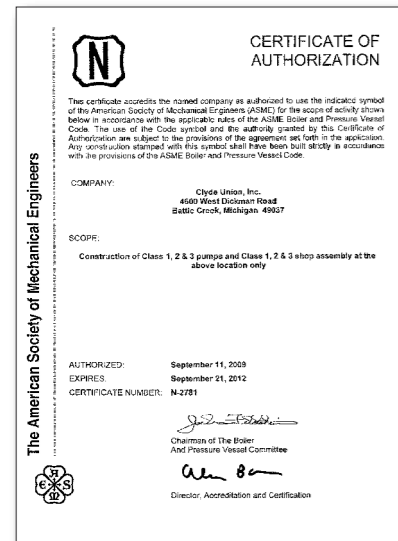 N
CERTIFICATE OF
AUTHORIZATION
This certificate accredits the named company as authorized to use the indicated symbol
of the American Society of Mechanical Engineers (ASME) for the scope of activity shown
below in accordance with the applicable rules of the ASME Boiler and Pressure Vessel
Code. The use of the Code symbol and the authority granted by this Certificate of
Authorization are subject to the provisions of the agreement set forth in the application.
Any construction stamped with this symbol shall have been built strictly in accordance
with the provisions of the ASME Boiler and Pressure Vessel Code.
COMPANY:
Clyde Union, Inc.
4600 West Dickman Road
Battle Creek, Michigan 49037
SCOPE:
Construction of Class 1, 2 & 3 pumps and Class 1, 2 & 3 shop assembly at the
above location only
AUTHORIZED: September 11, 2009
EXPIRES: September 21, 2012
CERTIFICATE NUMBER: N-2781
Chairman of The Boiler
And Pressure Vessel Committee
Director, Accreditation and Certification
The American Society of Mechanical Engineers
A
S
M
E